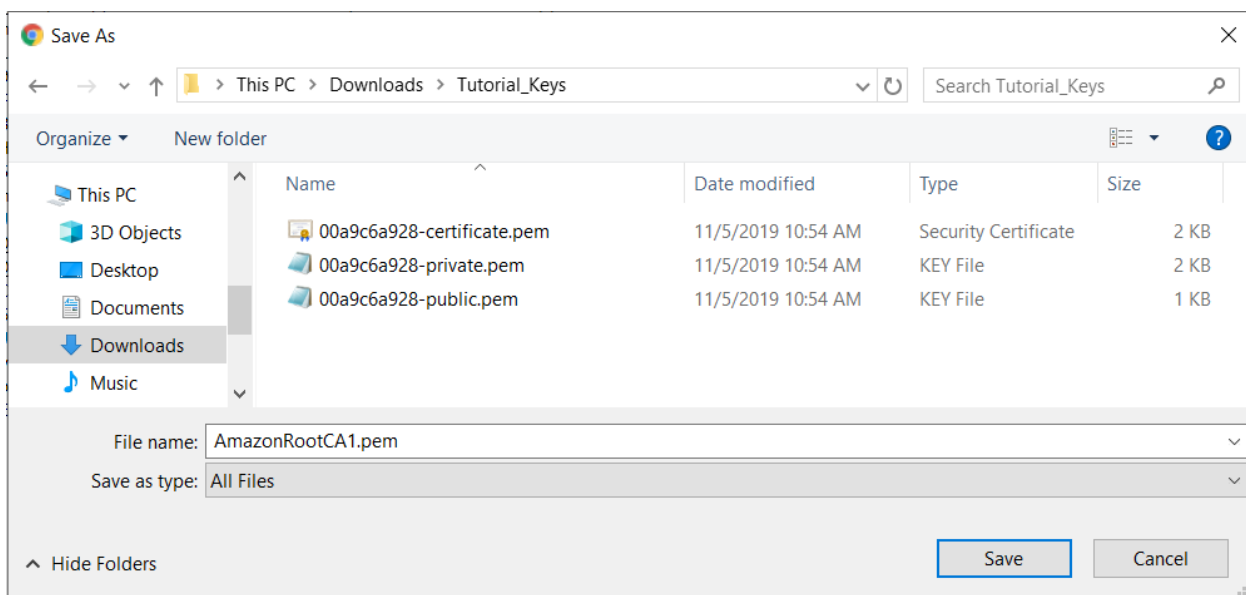 Save As
This PC > Downloads > Tutorial_Keys
Search Tutorial_Keys
Organize
New folder
?
This PC
3D Objects
Desktop
Documents
Downloads
Music
Name Date modified Type Size
00a9c6a928-certificate.pem 11/5/2019 10:54 AM Security Certificate 2 KB
00a9c6a928-private.pem 11/5/2019 10:54 AM KEY File 2 KB
00a9c6a928-public.pem 11/5/2019 10:54 AM KEY File 1 KB
File name: AmazonRootCA1.pem
Save as type: All Files
Hide Folders
Save
Cancel